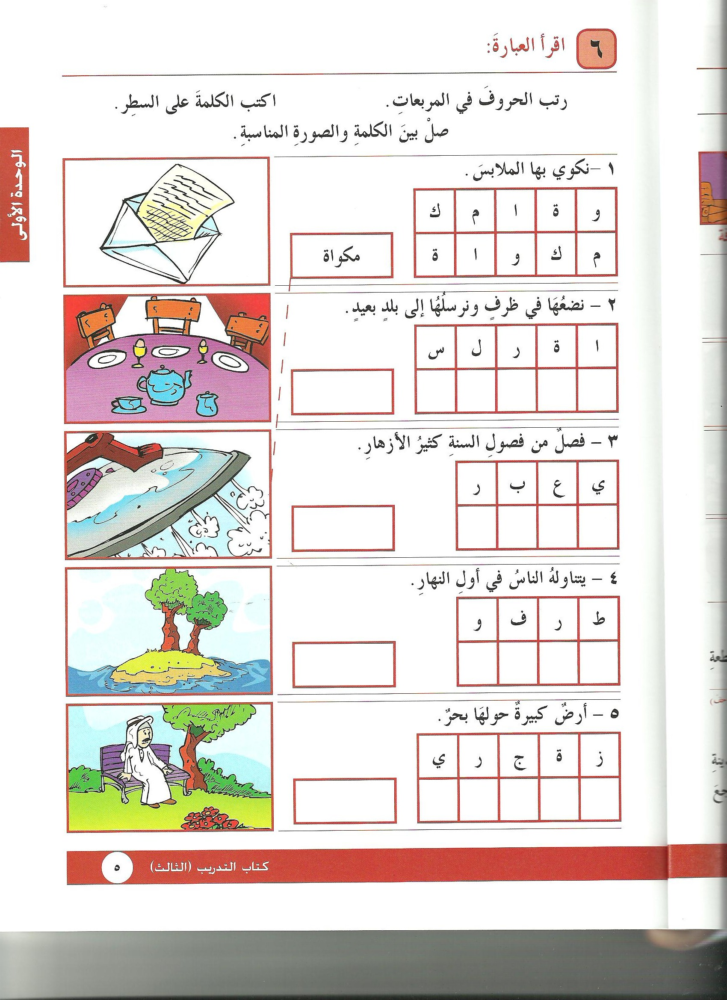 ٦ اقرأ العبارةَ:
رتب الحروفَ في المربعاتِ. اكتب الكلمةَ على السطرِ.
صلْ بينَ الكلمةِ والصورةِ المناسبةِ.
الوحدة الأولى
١ –نكوي بها الملابسَ.
و ة ا م ك
م ك و ا ة
مكواة
٢ – نضعُهَا في ظرفٍ ونرسلُهُا إلى بلدٍ بعيدٍ.
ا ة ر ل س
٣ – فصلٌ من فصولِ السنةِ كثيرُ الأزهارِ.
ي ع ب ر
٤ – يتناولهُ الناسُ في أولِ النهارِ.
ط ر ف و
٥ – أرضٌ كبيرةٌ حولهَا بحرٌ.
ز ة ج ر ي
كتاب التدريب (الثالث) ٥